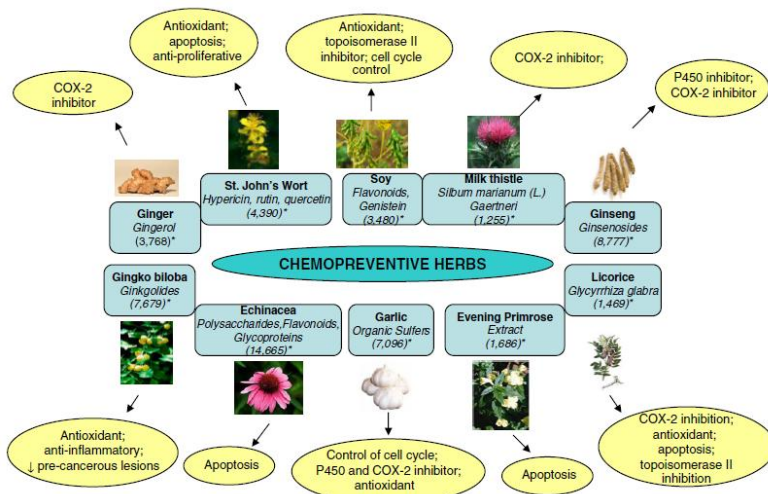 Antioxidant;
apoptosis;
anti-proliferative
Antioxidant;
topoisomerase II
inhibitor; cell cycle
control
COX-2 inhibitor;
P450 inhibitor;
COX-2 inhibitor
COX-2
inhibitor
Ginger
Gingerol
(3,768)*
St. John's Wort
Hypericin, rutin, quercetin
(4,390)*
Soy
Flavonoids,
Genistein
(3,480)*
Milk thistle
Silbum marianum (L.)
Gaertneri
(1,255)*
Ginseng
Ginsenosides
(8,777)*
CHEMOPREVENTIVE HERBS
Gingko biloba
Ginkgolides
(7,679)*
Echinacea
Polysaccharides,Flavonoids,
Glycoproteins
(14,665)*
Garlic
Organic Sulfers
(7,096)*
Evening Primrose
Extract
(1,686)*
Licorice
Glycyrrhiza glabra
(1,469)*
Antioxidant;
anti-inflammatory;
↓ pre-cancerous lesions
Apoptosis
Control of cell cycle;
P450 and COX-2 inhibitor;
antioxidant
Apoptosis
COX-2 inhibition;
antioxidant;
apoptosis;
topoisomerase II
inhibition